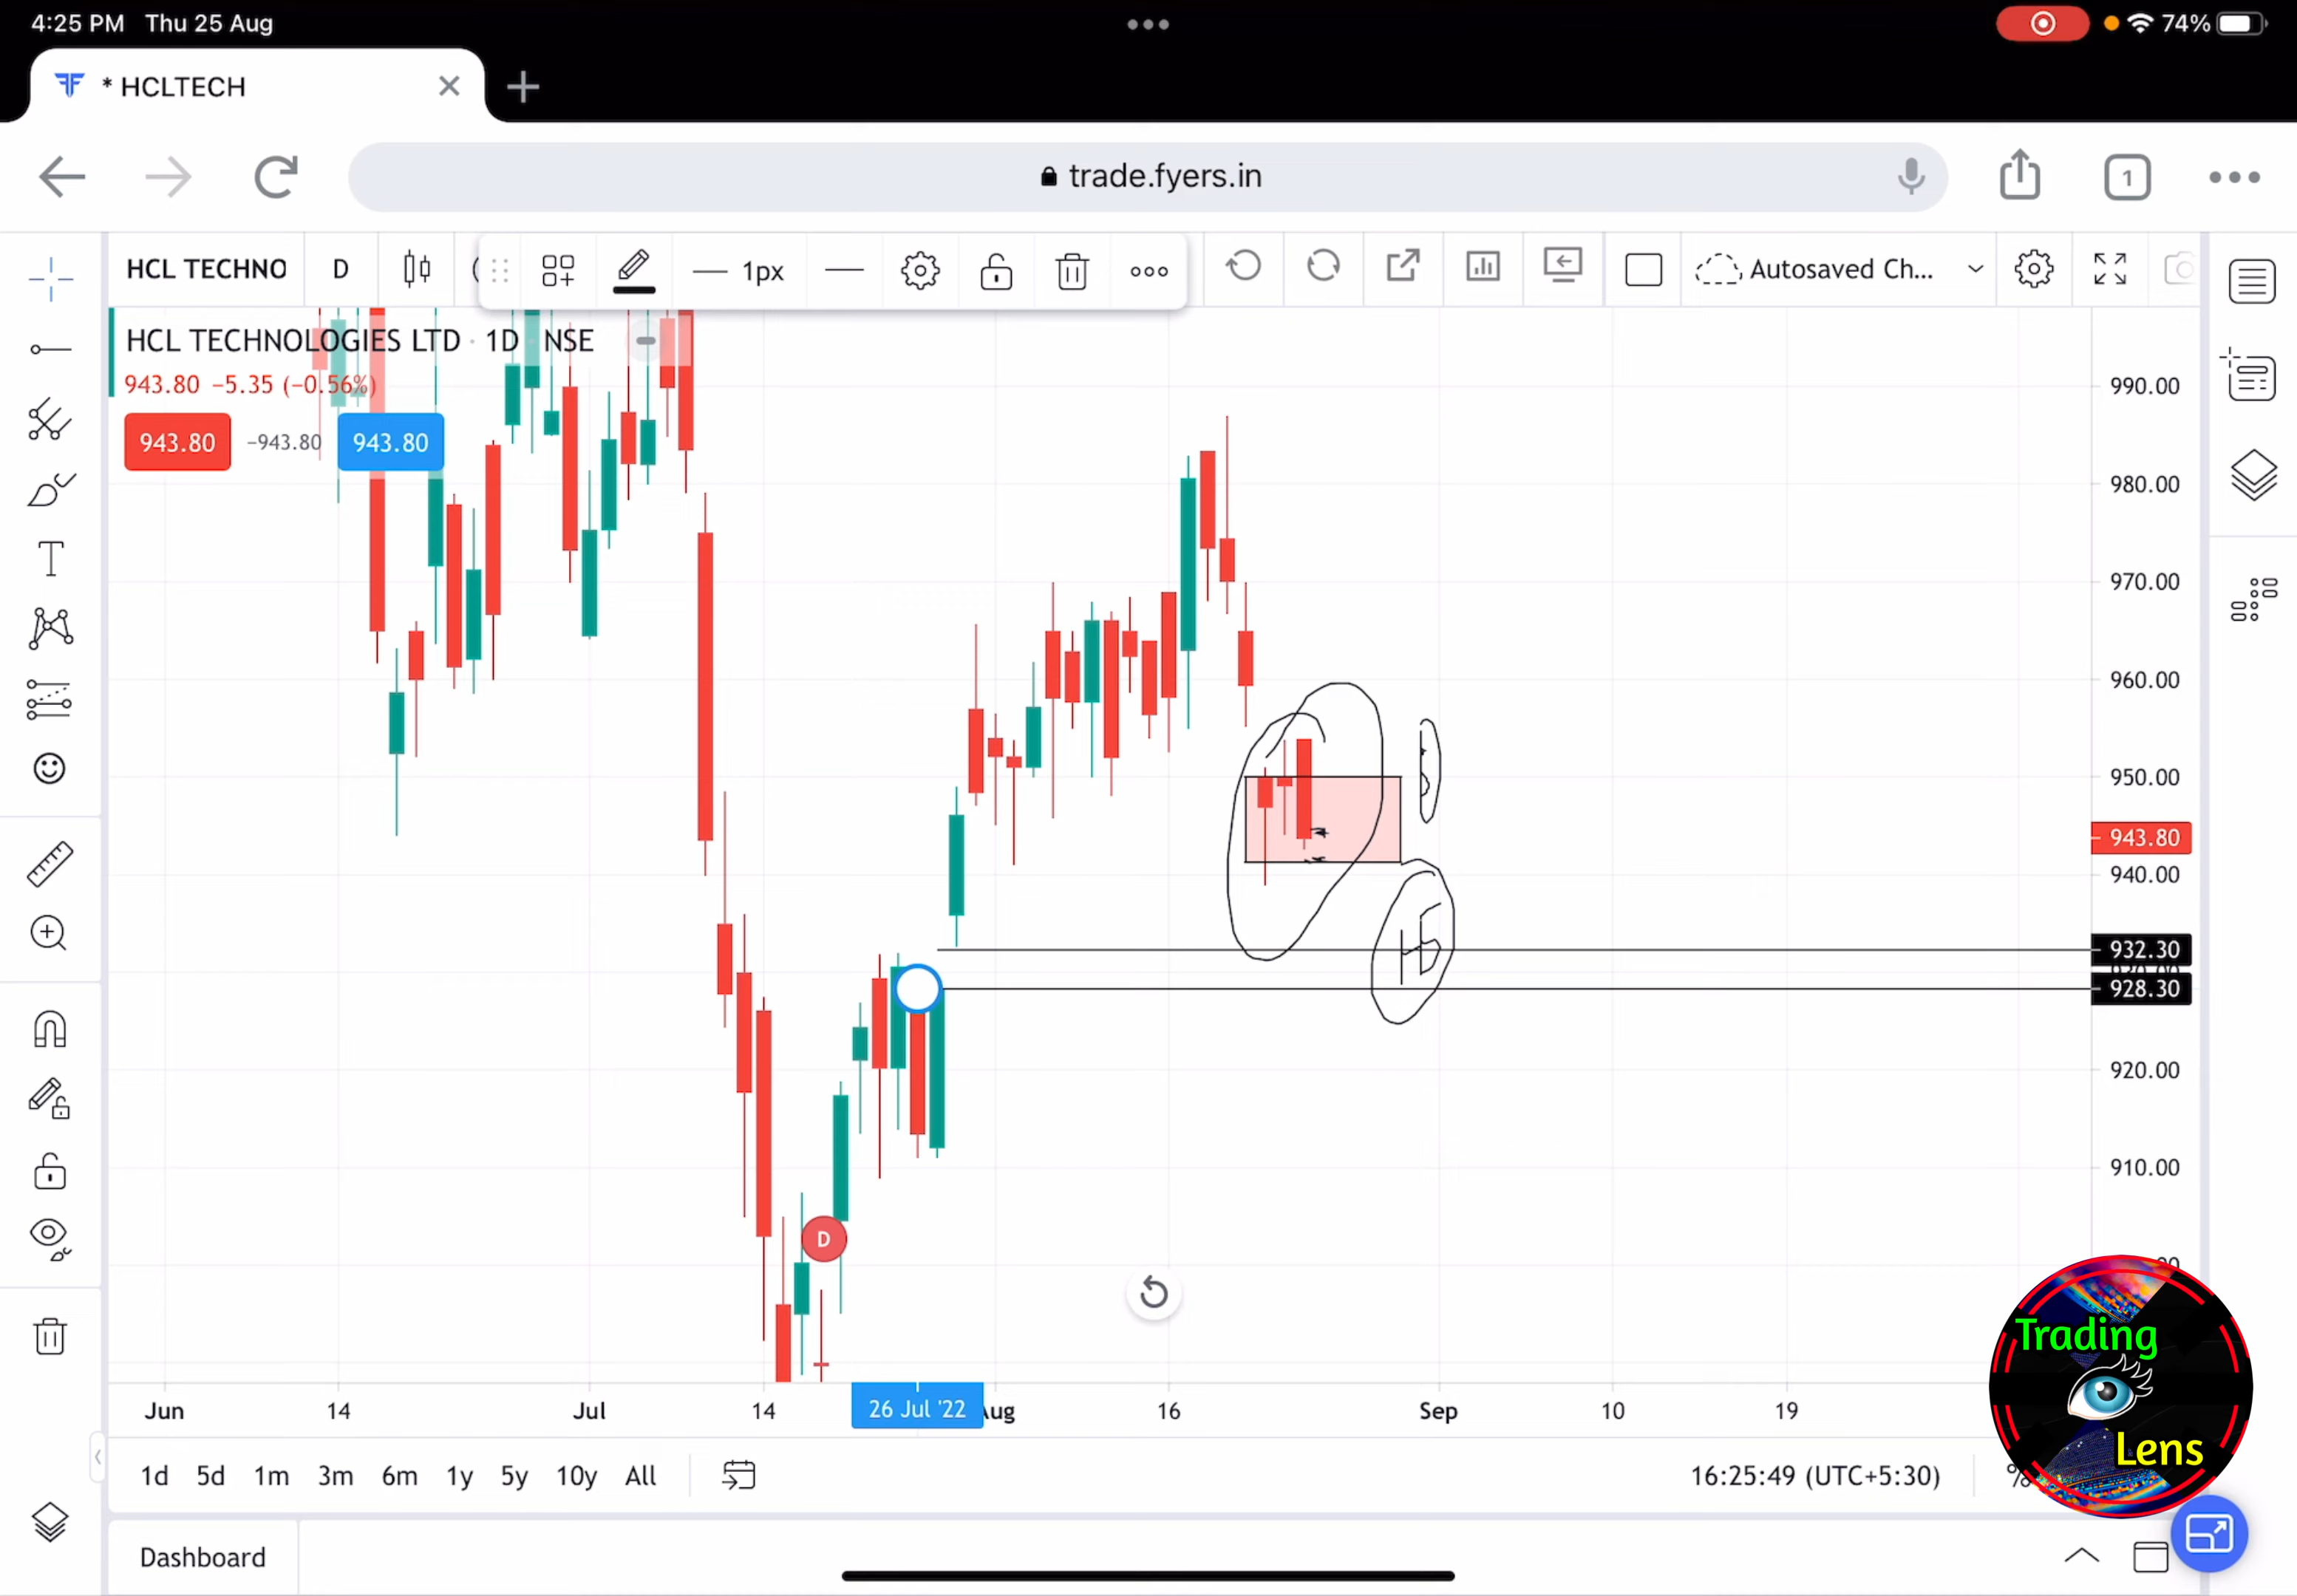 4:25 PM Thu 25 Aug
74%
* HCLTECH
trade.fyers.in
1
HCL TECHNO
D
1px
Autosaved Ch...
HCL TECHNOLOGIES LTD · 1D · NSE
943.80 −5.35 (−0.56%)
943.80 −943.80 943.80
990.00
980.00
970.00
960.00
950.00
943.80
940.00
932.30
928.30
920.00
910.00
D
Jun 14 Jul 14 26 Jul '22 Aug 16 Sep 10 19
1d 5d 1m 3m 6m 1y 5y 10y All
16:25:49 (UTC+5:30)
%
Dashboard
Trading
Lens